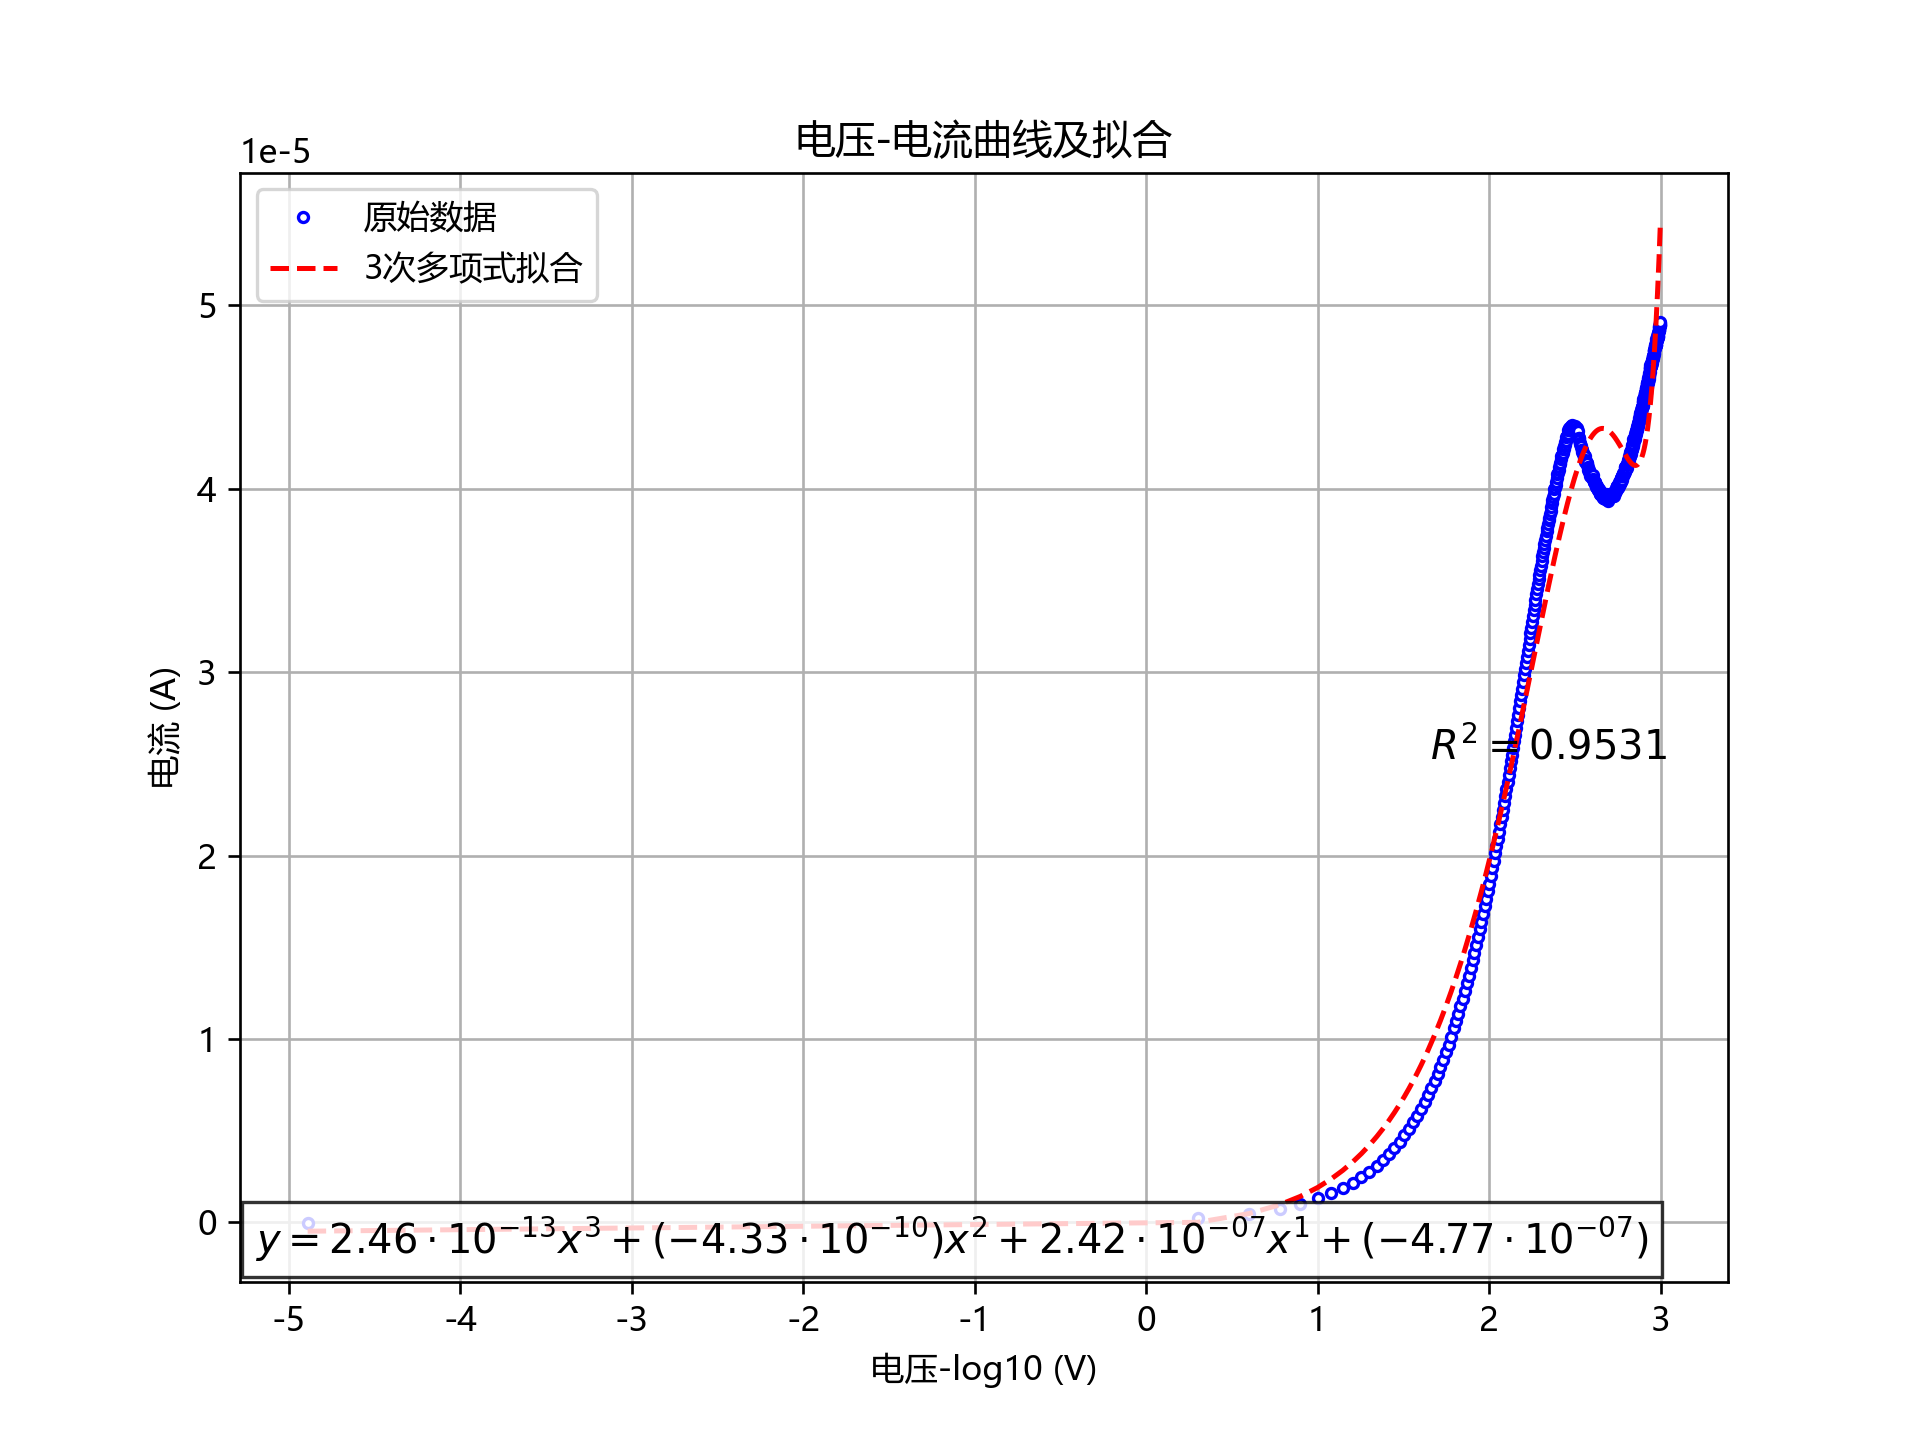 电压-电流曲线及拟合
1e-5
原始数据
3次多项式拟合
5
4
3
2
1
0
电流 (A)
R² = 0.9531
y = 2.46 · 10⁻¹³x³ + (−4.33 · 10⁻¹⁰)x² + 2.42 · 10⁻⁰⁷x¹ + (−4.77 · 10⁻⁰⁷)
-5 -4 -3 -2 -1 0 1 2 3
电压-log10 (V)